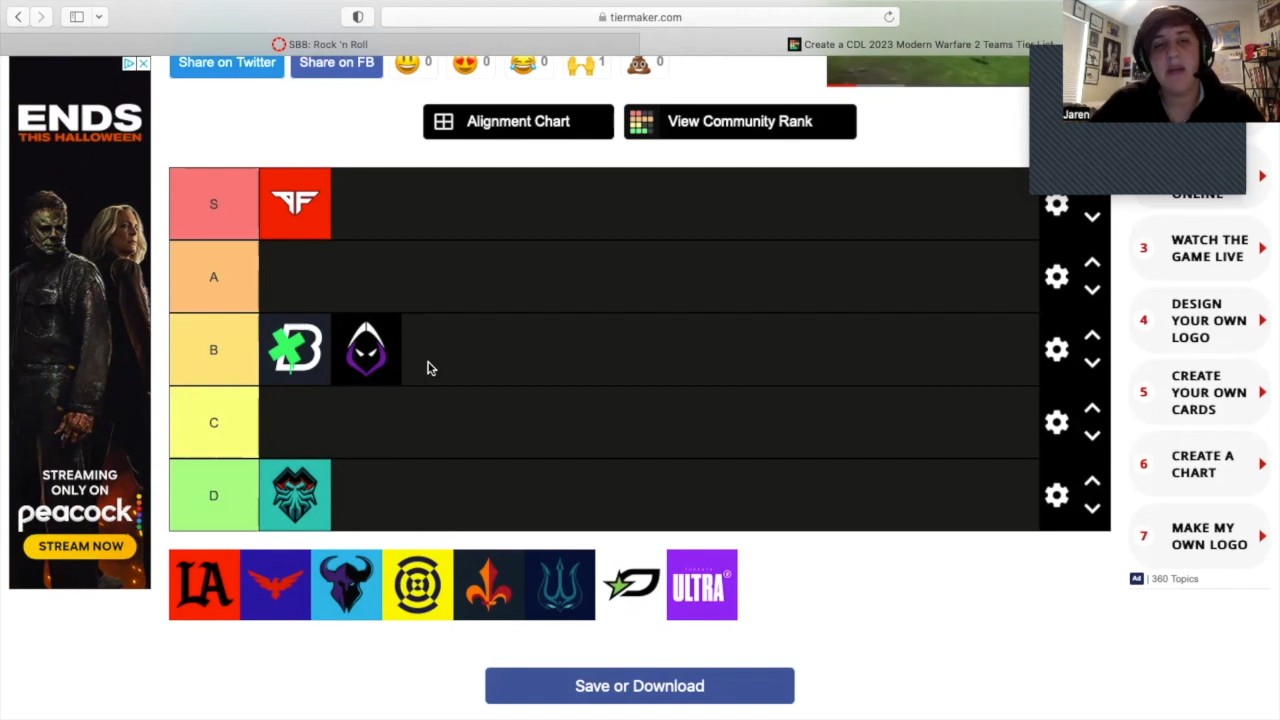 tiermaker.com
SB8: Rock 'n Roll
Create a CDL 2023 Modern Warfare 2 Teams Tier List
Share on Twitter
Share on FB
0
0
0
1
0
Jaren
ENDS
THIS HALLOWEEN
Alignment Chart
View Community Rank
S
A
B
B
C
D
ONLINE
3
WATCH THE
GAME LIVE
4
DESIGN
YOUR OWN
LOGO
5
CREATE
YOUR OWN
CARDS
6
CREATE A
CHART
7
MAKE MY
OWN LOGO
Ad
360 Topics
STREAMING
ONLY ON
peacock
STREAM NOW
LA
TORONTO
ULTRA
Save or Download